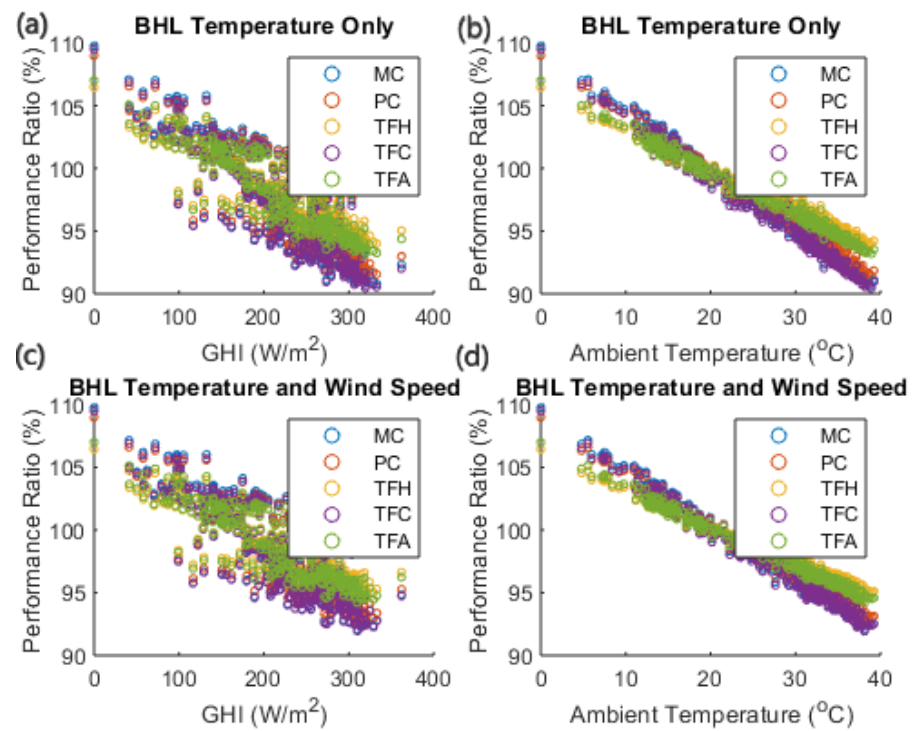 (a) BHL Temperature Only
Performance Ratio (%)
110
105
100
95
90
MC
PC
TFH
TFC
TFA
0 100 200 300 400
GHI (W/m²)
(b) BHL Temperature Only
Performance Ratio (%)
110
105
100
95
90
MC
PC
TFH
TFC
TFA
0 10 20 30 40
Ambient Temperature (°C)
(c)
BHL Temperature and Wind Speed
Performance Ratio (%)
110
105
100
95
90
MC
PC
TFH
TFC
TFA
0 100 200 300 400
GHI (W/m²)
(d)
BHL Temperature and Wind Speed
Performance Ratio (%)
110
105
100
95
90
MC
PC
TFH
TFC
TFA
0 10 20 30 40
Ambient Temperature (°C)